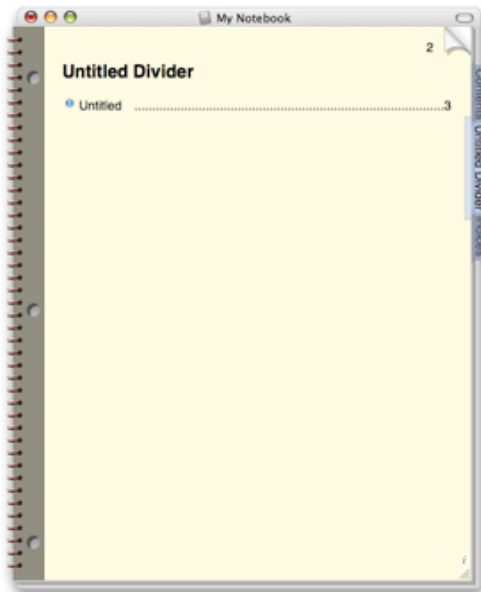 My Notebook
2
Untitled Divider
Untitled ........................................................................3
Contents
Untitled Divider
i